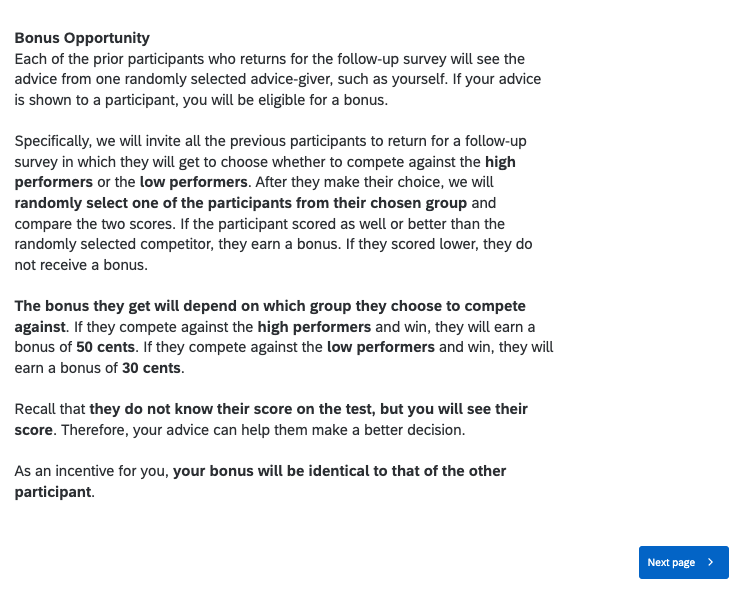 Bonus Opportunity
Each of the prior participants who returns for the follow-up survey will see the
advice from one randomly selected advice-giver, such as yourself. If your advice
is shown to a participant, you will be eligible for a bonus.
Specifically, we will invite all the previous participants to return for a follow-up
survey in which they will get to choose whether to compete against the high
performers or the low performers. After they make their choice, we will
randomly select one of the participants from their chosen group and
compare the two scores. If the participant scored as well or better than the
randomly selected competitor, they earn a bonus. If they scored lower, they do
not receive a bonus.
The bonus they get will depend on which group they choose to compete
against. If they compete against the high performers and win, they will earn a
bonus of 50 cents. If they compete against the low performers and win, they will
earn a bonus of 30 cents.
Recall that they do not know their score on the test, but you will see their
score. Therefore, your advice can help them make a better decision.
As an incentive for you, your bonus will be identical to that of the other
participant.
Next page